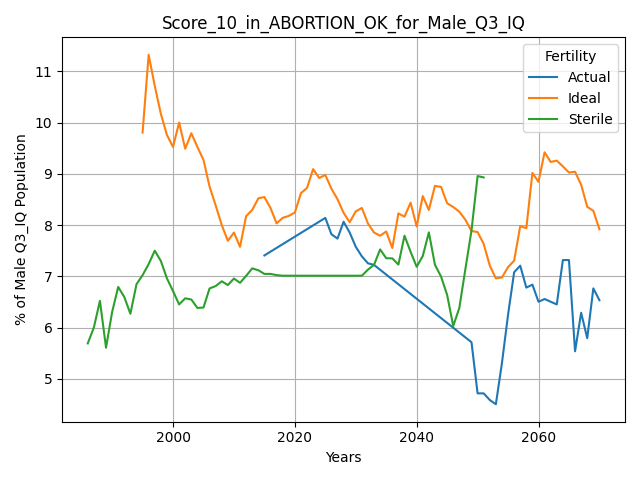 Score_10_in_ABORTION_OK_for_Male_Q3_IQ
% of Male Q3_IQ Population
11
10
9
8
7
6
5
Fertility
Actual
Ideal
Sterile
2000 2020 2040 2060
Years